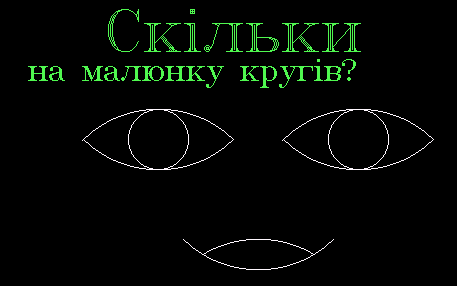 Скільки
на малюнку кругів?